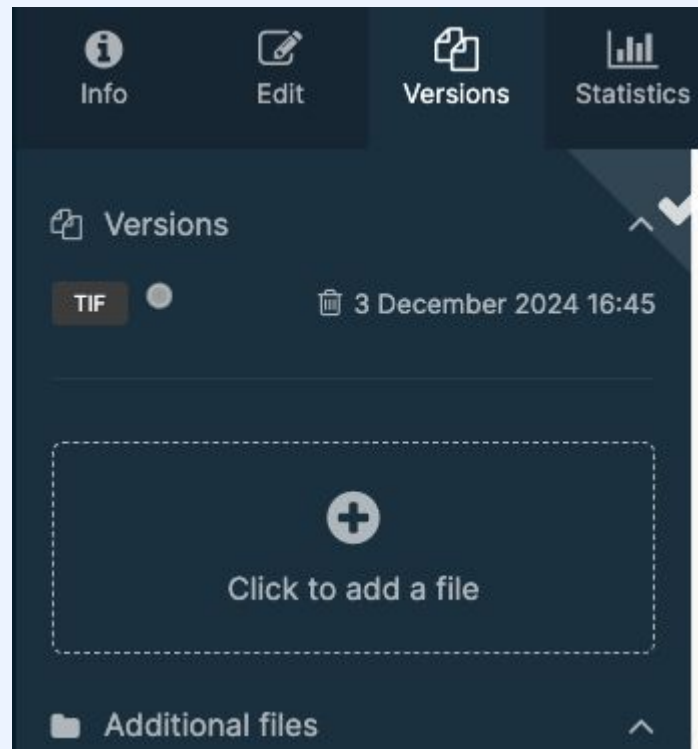 Info Edit Versions Statistics
Versions
TIF 3 December 2024 16:45
Click to add a file
Additional files